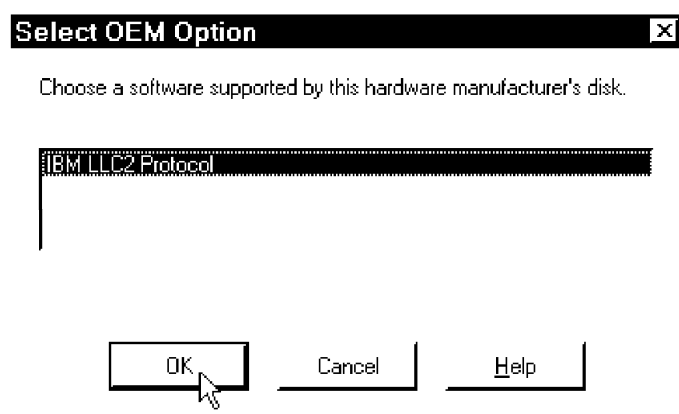 Select OEM Option
Choose a software supported by this hardware manufacturer's disk.
IBM LLC2 Protocol
OK Cancel Help